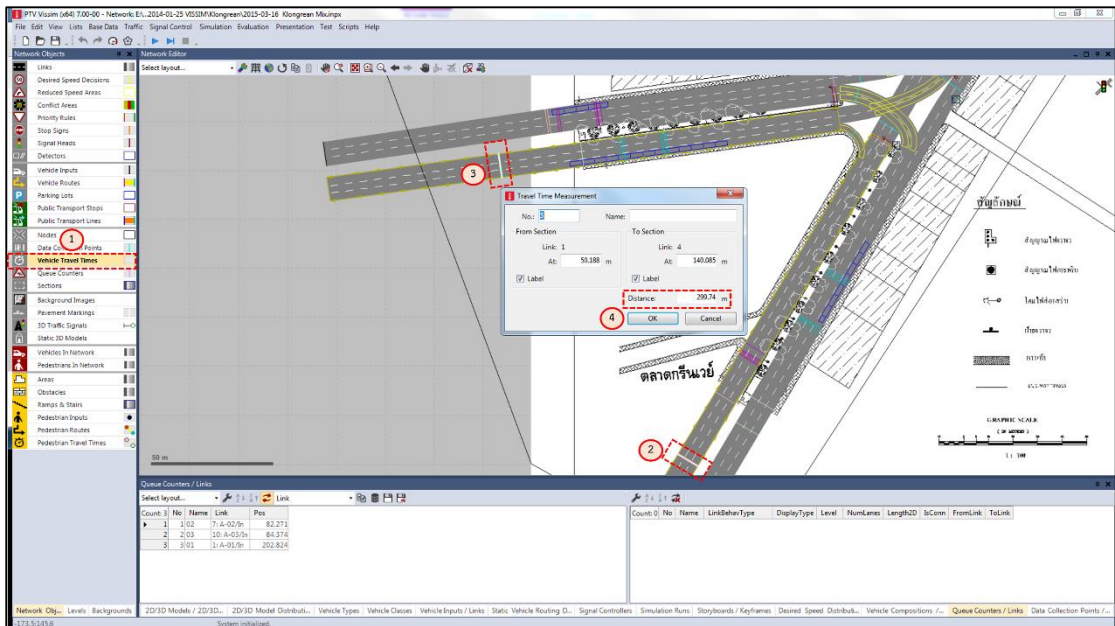 PTV Vissim (x64) 7.00-00 - Network: E:\...2014-01-25 VISSIM\Klongrean\2015-03-16 Klongrean Mix.inpx
File Edit View Lists Base Data Traffic Signal Control Simulation Evaluation Presentation Test Scripts Help
Network Objects
Network Editor
Select layout...
Links
Desired Speed Decisions
Reduced Speed Areas
Conflict Areas
Priority Rules
Stop Signs
Signal Heads
Detectors
Vehicle Inputs
Vehicle Routes
Parking Lots
Public Transport Stops
Public Transport Lines
Nodes
1
Data Collection Points
Vehicle Travel Times
Queue Counters
Sections
Background Images
Pavement Markings
3D Traffic Signals
Static 3D Models
Vehicles In Network
Pedestrians In Network
Areas
Obstacles
Ramps & Stairs
Pedestrian Inputs
Pedestrian Routes
Pedestrian Travel Times
3
Travel Time Measurement
No.: 3 Name:
From Section To Section
Link: 1 Link: 4
At: 50.188 m At: 140.085 m
Label Label
Distance: 299.74 m
4 OK Cancel
สัญลักษณ์
ตลาดกรีนเวย์
GRAPHIC SCALE
2
50 m
Queue Counters / Links
Select layout... Link
Count: 3 No Name Link Pos
1 1 02 7: A-02/In 82.271
2 2 03 10: A-03/In 84.374
3 3 01 1: A-01/In 202.824
Count: 0 No Name LinkBehavType DisplayType Level NumLanes Length2D IsConn FromLink ToLink
Network Obj... Levels Backgrounds
2D/3D Models / 2D/3D... 2D/3D Model Distributi... Vehicle Types Vehicle Classes Vehicle Inputs / Links Static Vehicle Routing D... Signal Controllers Simulation Runs Storyboards / Keyframes Desired Speed Distributi... Vehicle Compositions /... Queue Counters / Links Data Collection Points /...
-173.5:145.6 System initialized.